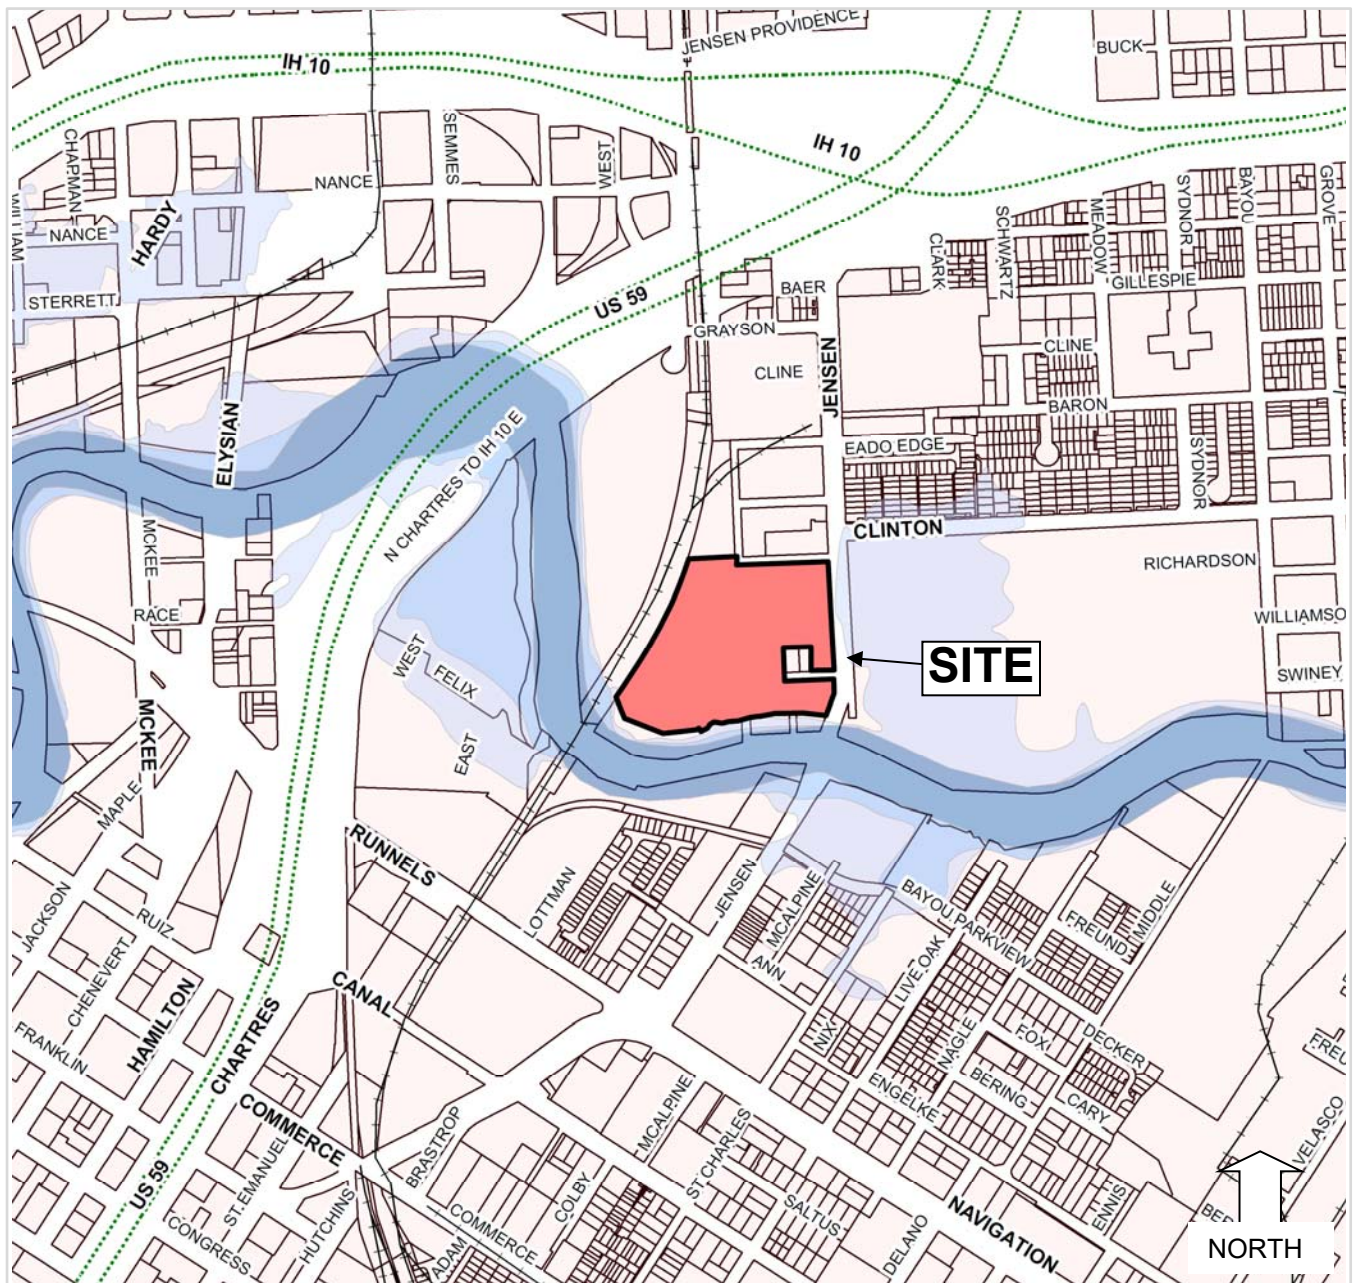 JENSEN PROVIDENCE
BUCK
IH 10
IH 10
CHAPMAN
SEMMES
WEST
NANCE
WILLIAM
NANCE
HARDY
STERRETT
US 59
CLARK
SCHWARTZ
MEADOW
SYDNOR
BAYOU
GROVE
GILLESPIE
BAER
GRAYSON
CLINE
JENSEN
CLINE
BARON
EADO EDGE
SYDNOR
ELYSIAN
N CHARTRES TO IH 10 E
CLINTON
RICHARDSON
MCKEE
RACE
WILLIAMSO
WEST
FELIX
EAST
SITE
SWINEY
MCKEE
MAPLE
RUNNELS
LOTTMAN
JENSEN
MCALPINE
ANN
BAYOU PARKVIEW
FREUND
MIDDLE
LIVE OAK
JACKSON
RUIZ
CHENEVERT
HAMILTON
FRANKLIN
CANAL
CHARTRES
COMMERCE
NIX
NAGLE
FOX
DECKER
BERING
CARY
ENGELKE
FREU
VELASCO
US 59
ST EMANUEL
HUTCHINS
CONGRESS
BRASTROP
ADAM
COMMERCE
COLBY
MCALPINE
ST CHARLES
SALTUS
DELANO
NAVIGATION
ENNIS
BED
NORTH